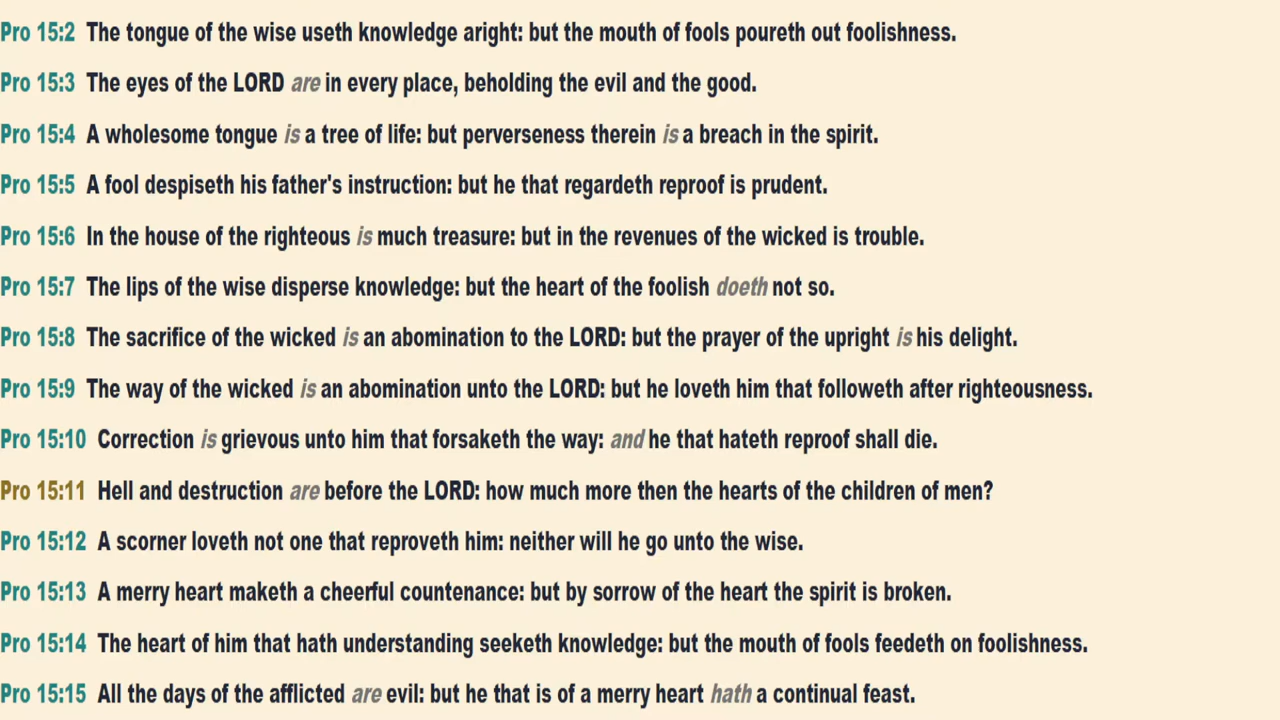 Pro 15:2 The tongue of the wise useth knowledge aright: but the mouth of fools poureth out foolishness.
Pro 15:3 The eyes of the LORD are in every place, beholding the evil and the good.
Pro 15:4 A wholesome tongue is a tree of life: but perverseness therein is a breach in the spirit.
Pro 15:5 A fool despiseth his father's instruction: but he that regardeth reproof is prudent.
Pro 15:6 In the house of the righteous is much treasure: but in the revenues of the wicked is trouble.
Pro 15:7 The lips of the wise disperse knowledge: but the heart of the foolish doeth not so.
Pro 15:8 The sacrifice of the wicked is an abomination to the LORD: but the prayer of the upright is his delight.
Pro 15:9 The way of the wicked is an abomination unto the LORD: but he loveth him that followeth after righteousness.
Pro 15:10 Correction is grievous unto him that forsaketh the way: and he that hateth reproof shall die.
Pro 15:11 Hell and destruction are before the LORD: how much more then the hearts of the children of men?
Pro 15:12 A scorner loveth not one that reproveth him: neither will he go unto the wise.
Pro 15:13 A merry heart maketh a cheerful countenance: but by sorrow of the heart the spirit is broken.
Pro 15:14 The heart of him that hath understanding seeketh knowledge: but the mouth of fools feedeth on foolishness.
Pro 15:15 All the days of the afflicted are evil: but he that is of a merry heart hath a continual feast.